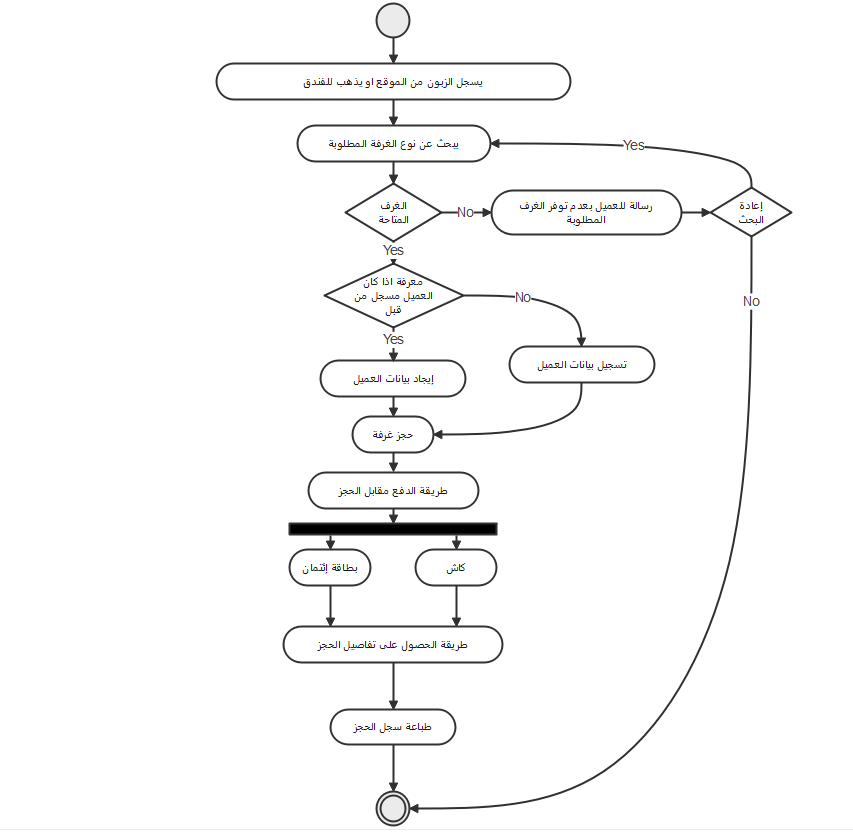 يسجل الزبون من الموقع او يذهب للفندق
يبحث عن نوع الغرفة المطلوبة
Yes
الغرف
المتاحة
No
رسالة للعميل بعدم توفر الغرف
المطلوبة
إعادة
البحث
Yes
معرفة اذا كان
العميل مسجل من
قبل
No
No
Yes
إيجاد بيانات العميل
تسجيل بيانات العميل
حجز غرفة
طريقة الدفع مقابل الحجز
بطاقة إئتمان
كاش
طريقة الحصول على تفاصيل الحجز
طباعة سجل الحجز